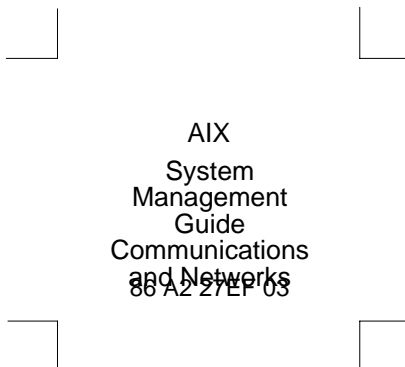 AIX
System
Management
Guide
Communications
and Networks
86 A2 27EF 03